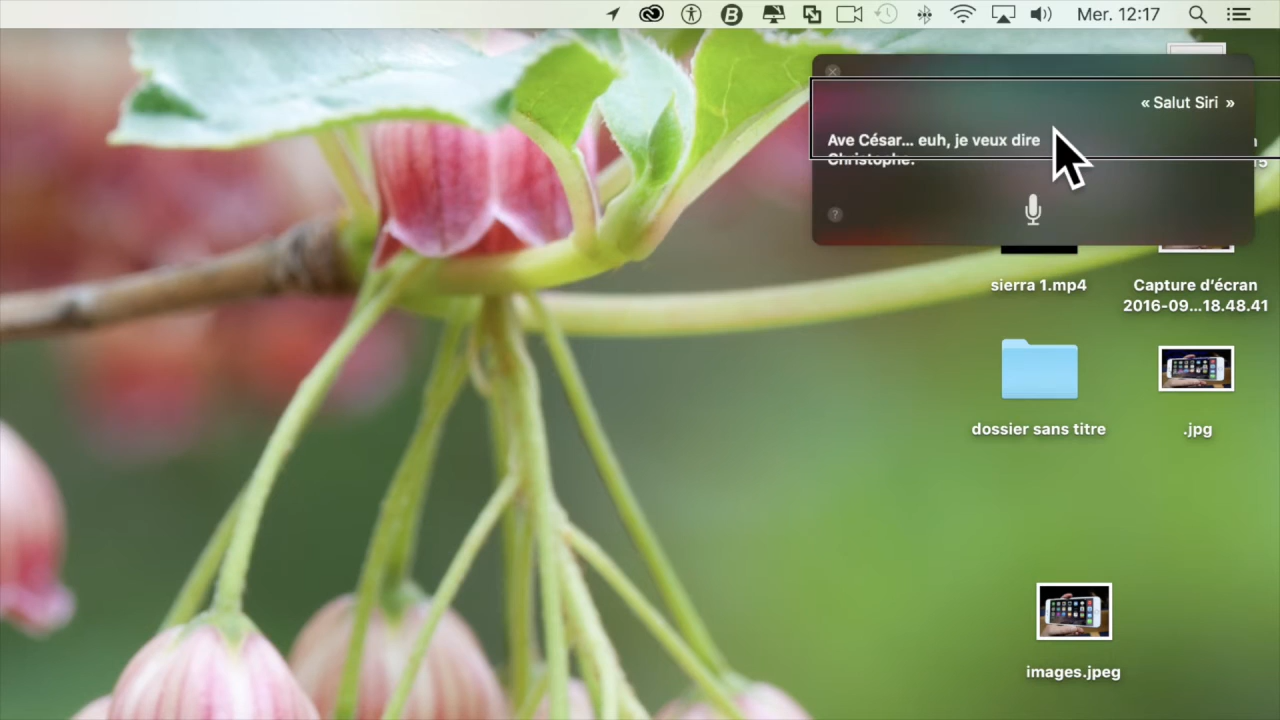 Mer. 12:17
« Salut Siri »
Ave César... euh, je veux dire
Christophe.
sierra 1.mp4
Capture d'écran
2016-09...18.48.41
dossier sans titre
.jpg
images.jpeg